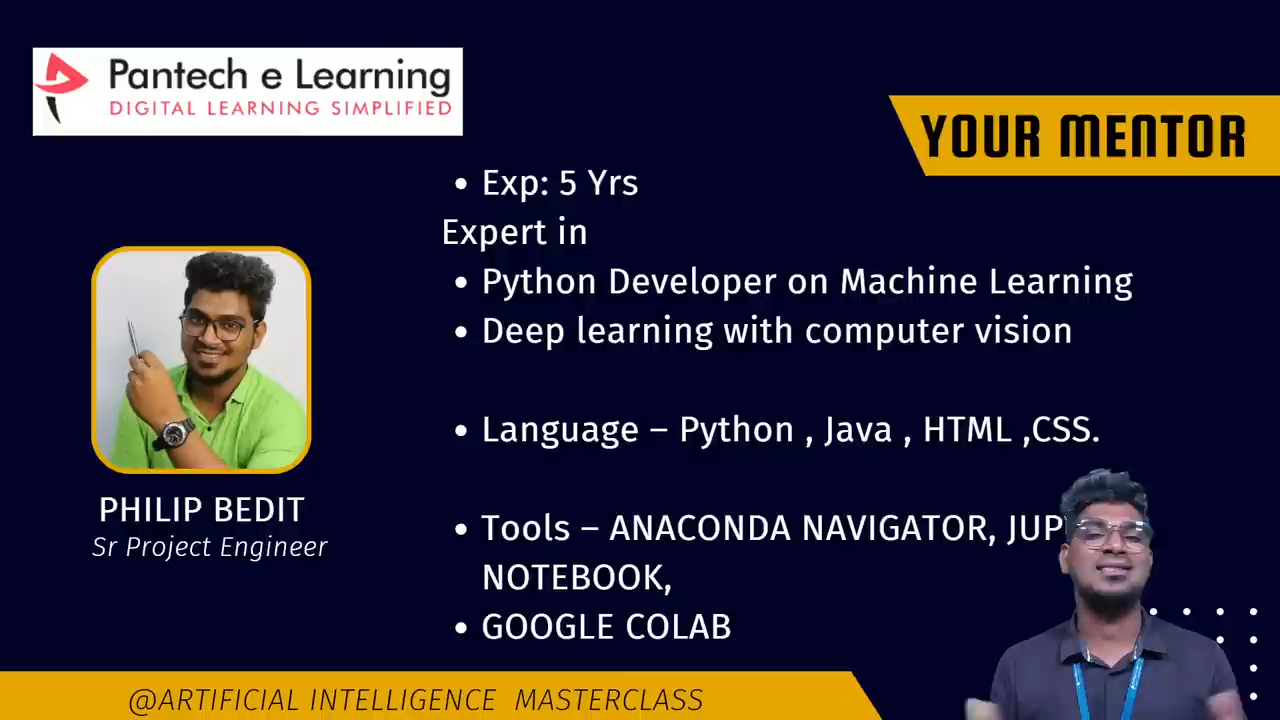 Pantech e Learning
DIGITAL LEARNING SIMPLIFIED
YOUR MENTOR
• Exp: 5 Yrs
Expert in
• Python Developer on Machine Learning
• Deep learning with computer vision
• Language – Python , Java , HTML ,CSS.
• Tools – ANACONDA NAVIGATOR,
NOTEBOOK,
• GOOGLE COLAB
PHILIP BEDIT
Sr Project Engineer
@ARTIFICIAL INTELLIGENCE MASTERCLASS